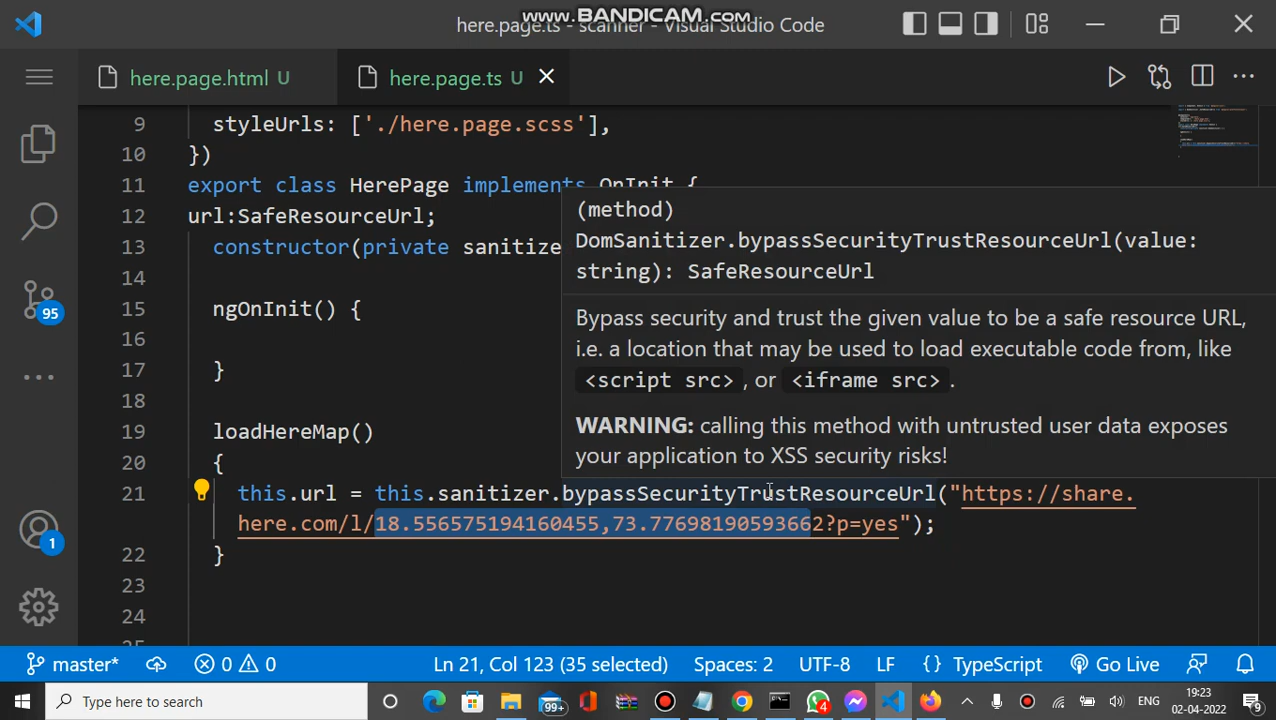 www.BANDICAM.com
here.page.ts - scanner - Visual Studio Code
here.page.html U
here.page.ts U
9 styleUrls: ['./here.page.scss'],
10 })
11 export class HerePage implements OnInit {
12 url:SafeResourceUrl;
13 constructor(private sanitize
14
15 ngOnInit() {
16
17 }
18
19 loadHereMap()
20 {
21 this.url = this.sanitizer.bypassSecurityTrustResourceUrl("https://share.
here.com/l/18.556575194160455,73.77698190593662?p=yes");
22 }
23
24
(method)
DomSanitizer.bypassSecurityTrustResourceUrl(value:
string): SafeResourceUrl
Bypass security and trust the given value to be a safe resource URL,
i.e. a location that may be used to load executable code from, like
<script src>, or <iframe src>.
WARNING: calling this method with untrusted user data exposes
your application to XSS security risks!
95
1
master* 0 0 Ln 21, Col 123 (35 selected) Spaces: 2 UTF-8 LF {} TypeScript Go Live
Type here to search
99+
4
ENG
19:23
02-04-2022
9